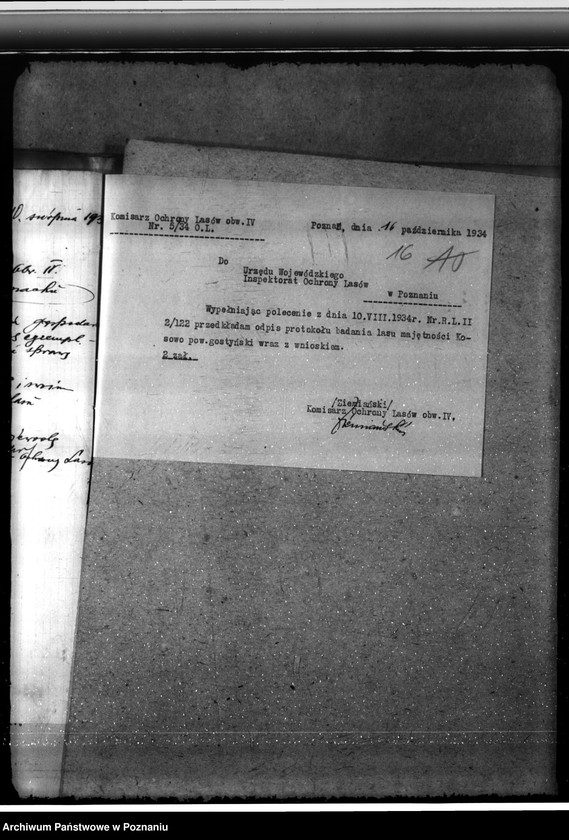 sierpnia 193
Komisarz Ochrony Lasów obw.IV
Nr. 5/34 O.L.
Poznań, dnia 16 października 1934
16
Do
Urzędu Wojewódzkiego
Inspektorat Ochrony Lasów
w Poznaniu
Wypełniając polecenie z dnia 10.VIII.1934r. Nr.R.L.II
2/122 przedkładam odpis protokołu badania lasu majętności Ko-
sowo pow.gostyński wraz z wnioskiem.
2 zał.
/Ziemiański/
Komisarz Ochrony Lasów obw.IV.
Archiwum Państwowe w Poznaniu